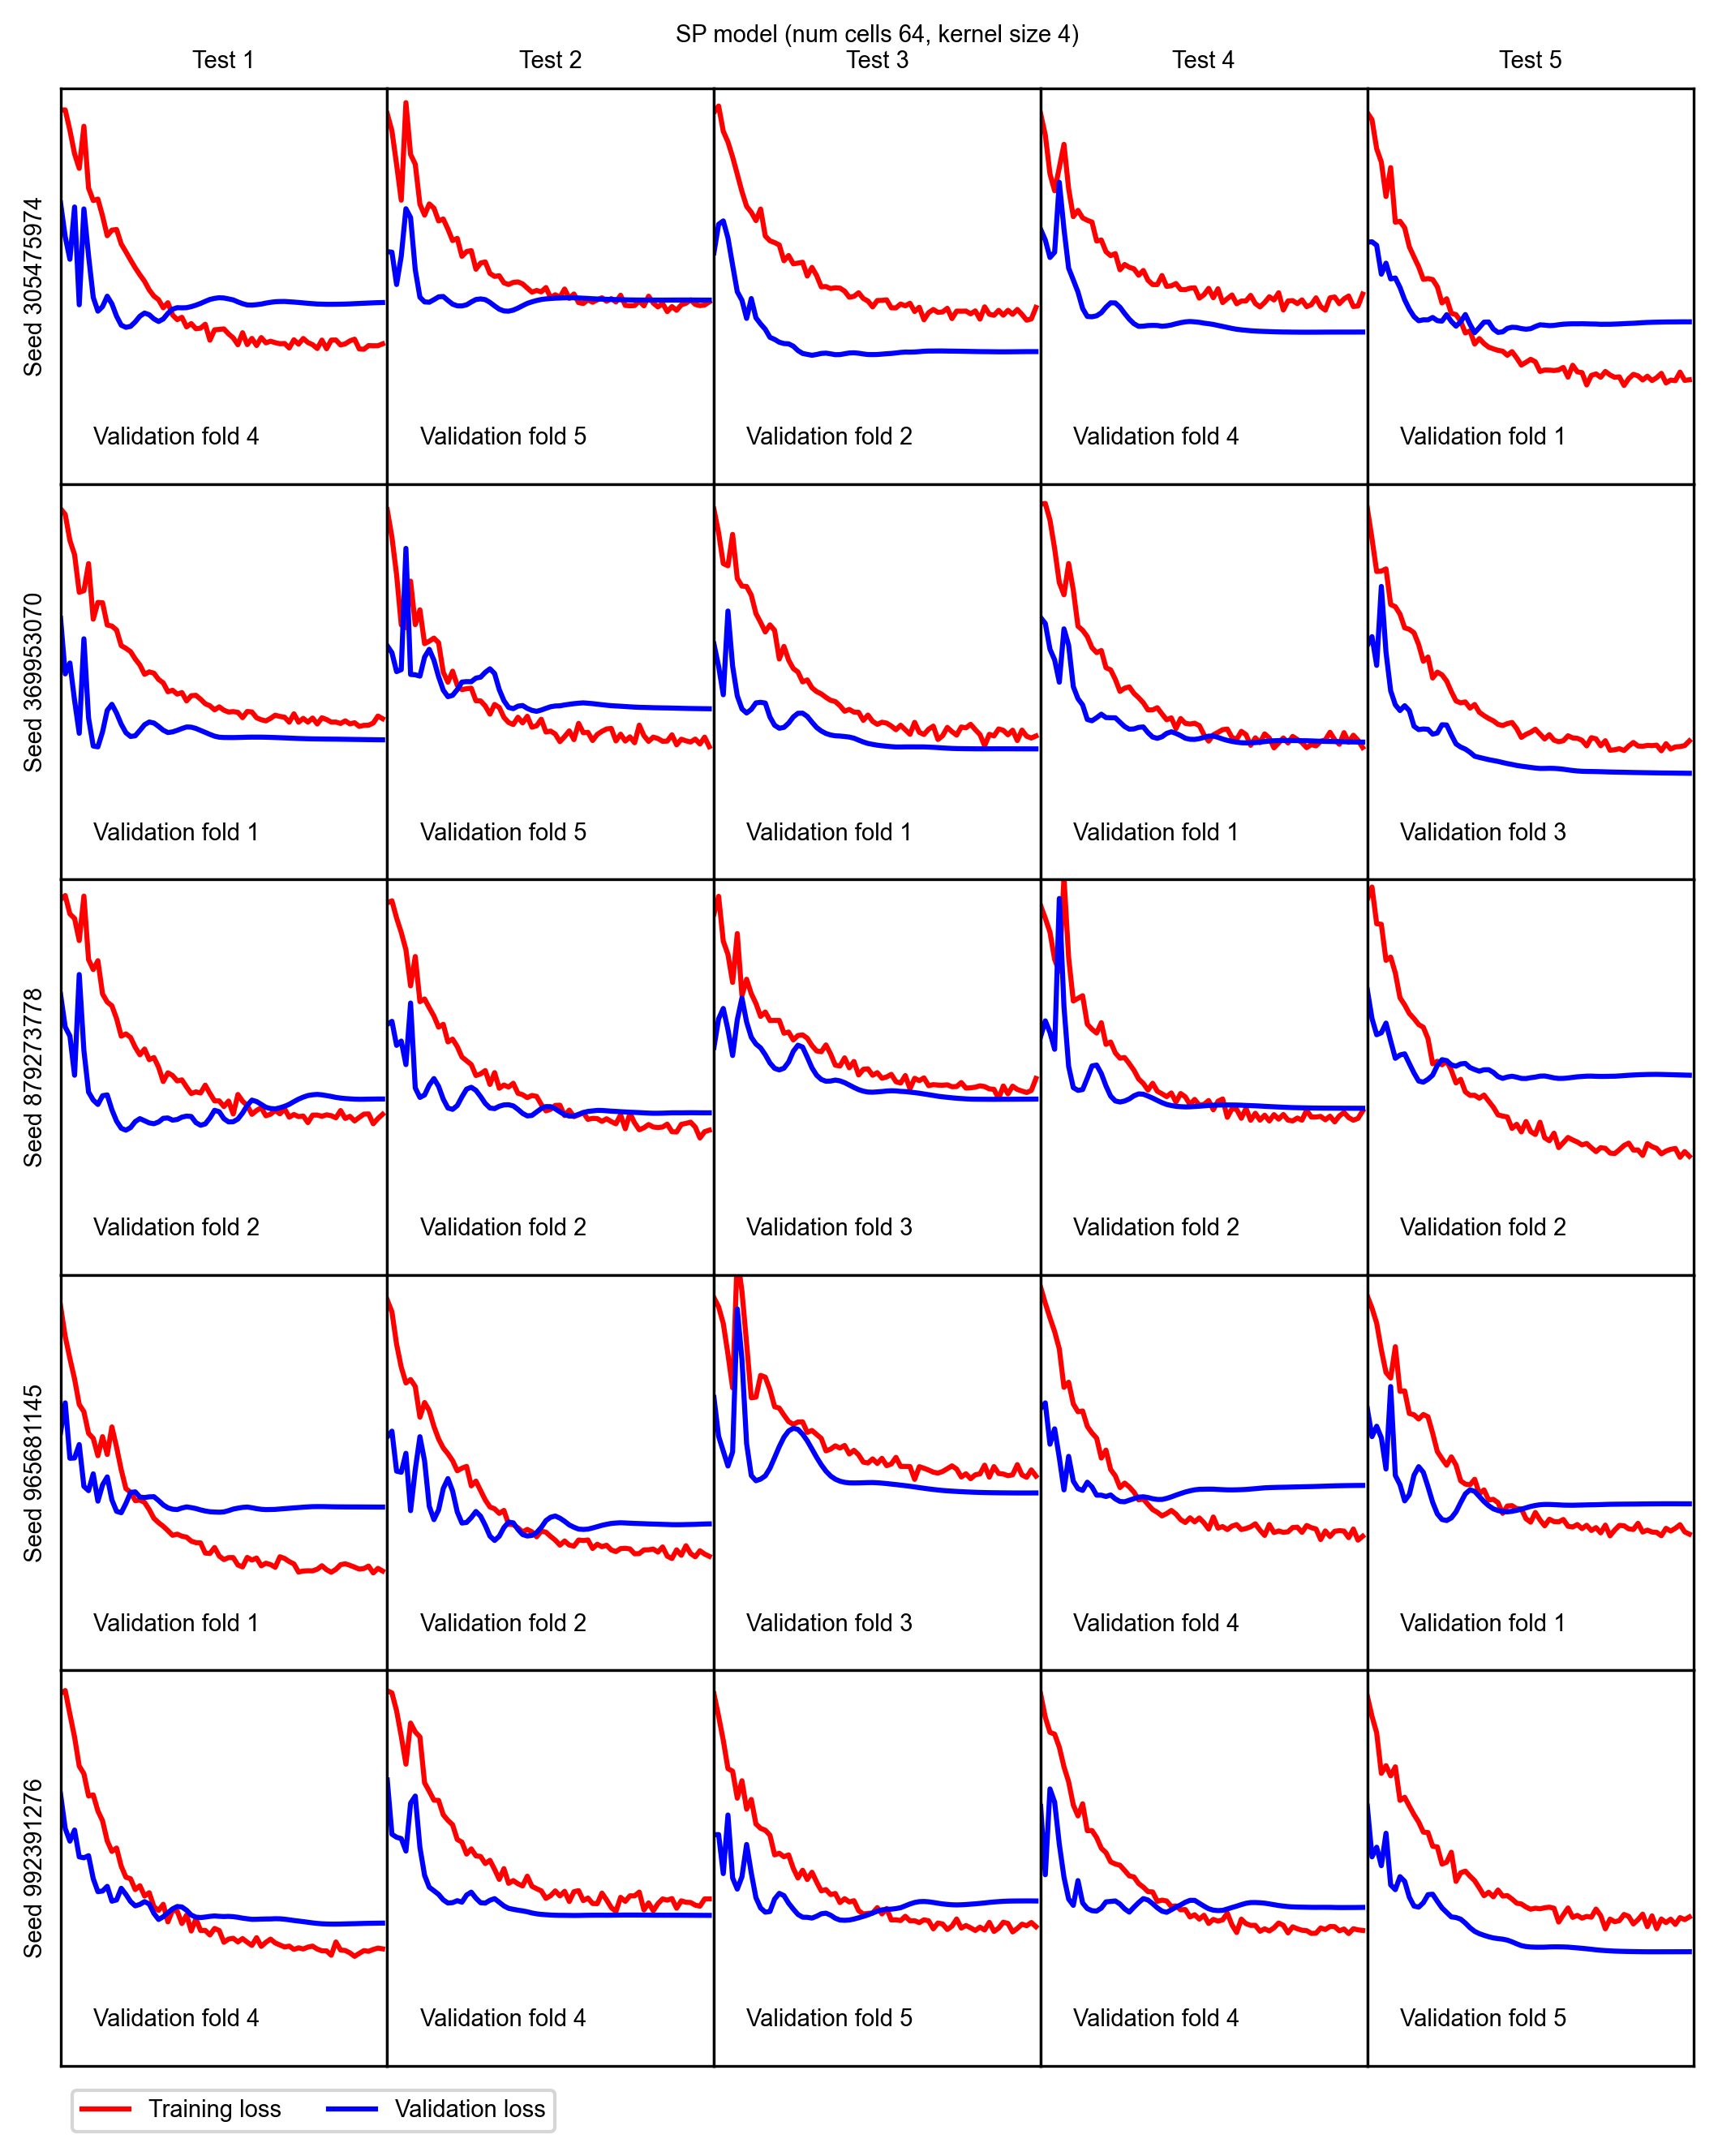 SP model (num cells 64, kernel size 4)
Test 1 Test 2 Test 3 Test 4 Test 5
Seed 305475974
Validation fold 4 Validation fold 5 Validation fold 2 Validation fold 4 Validation fold 1
Seed 369953070
Validation fold 1 Validation fold 5 Validation fold 1 Validation fold 1 Validation fold 3
Seed 879273778
Validation fold 2 Validation fold 2 Validation fold 3 Validation fold 2 Validation fold 2
Seed 965681145
Validation fold 1 Validation fold 2 Validation fold 3 Validation fold 4 Validation fold 1
Seed 992391276
Validation fold 4 Validation fold 4 Validation fold 5 Validation fold 4 Validation fold 5
Training loss Validation loss